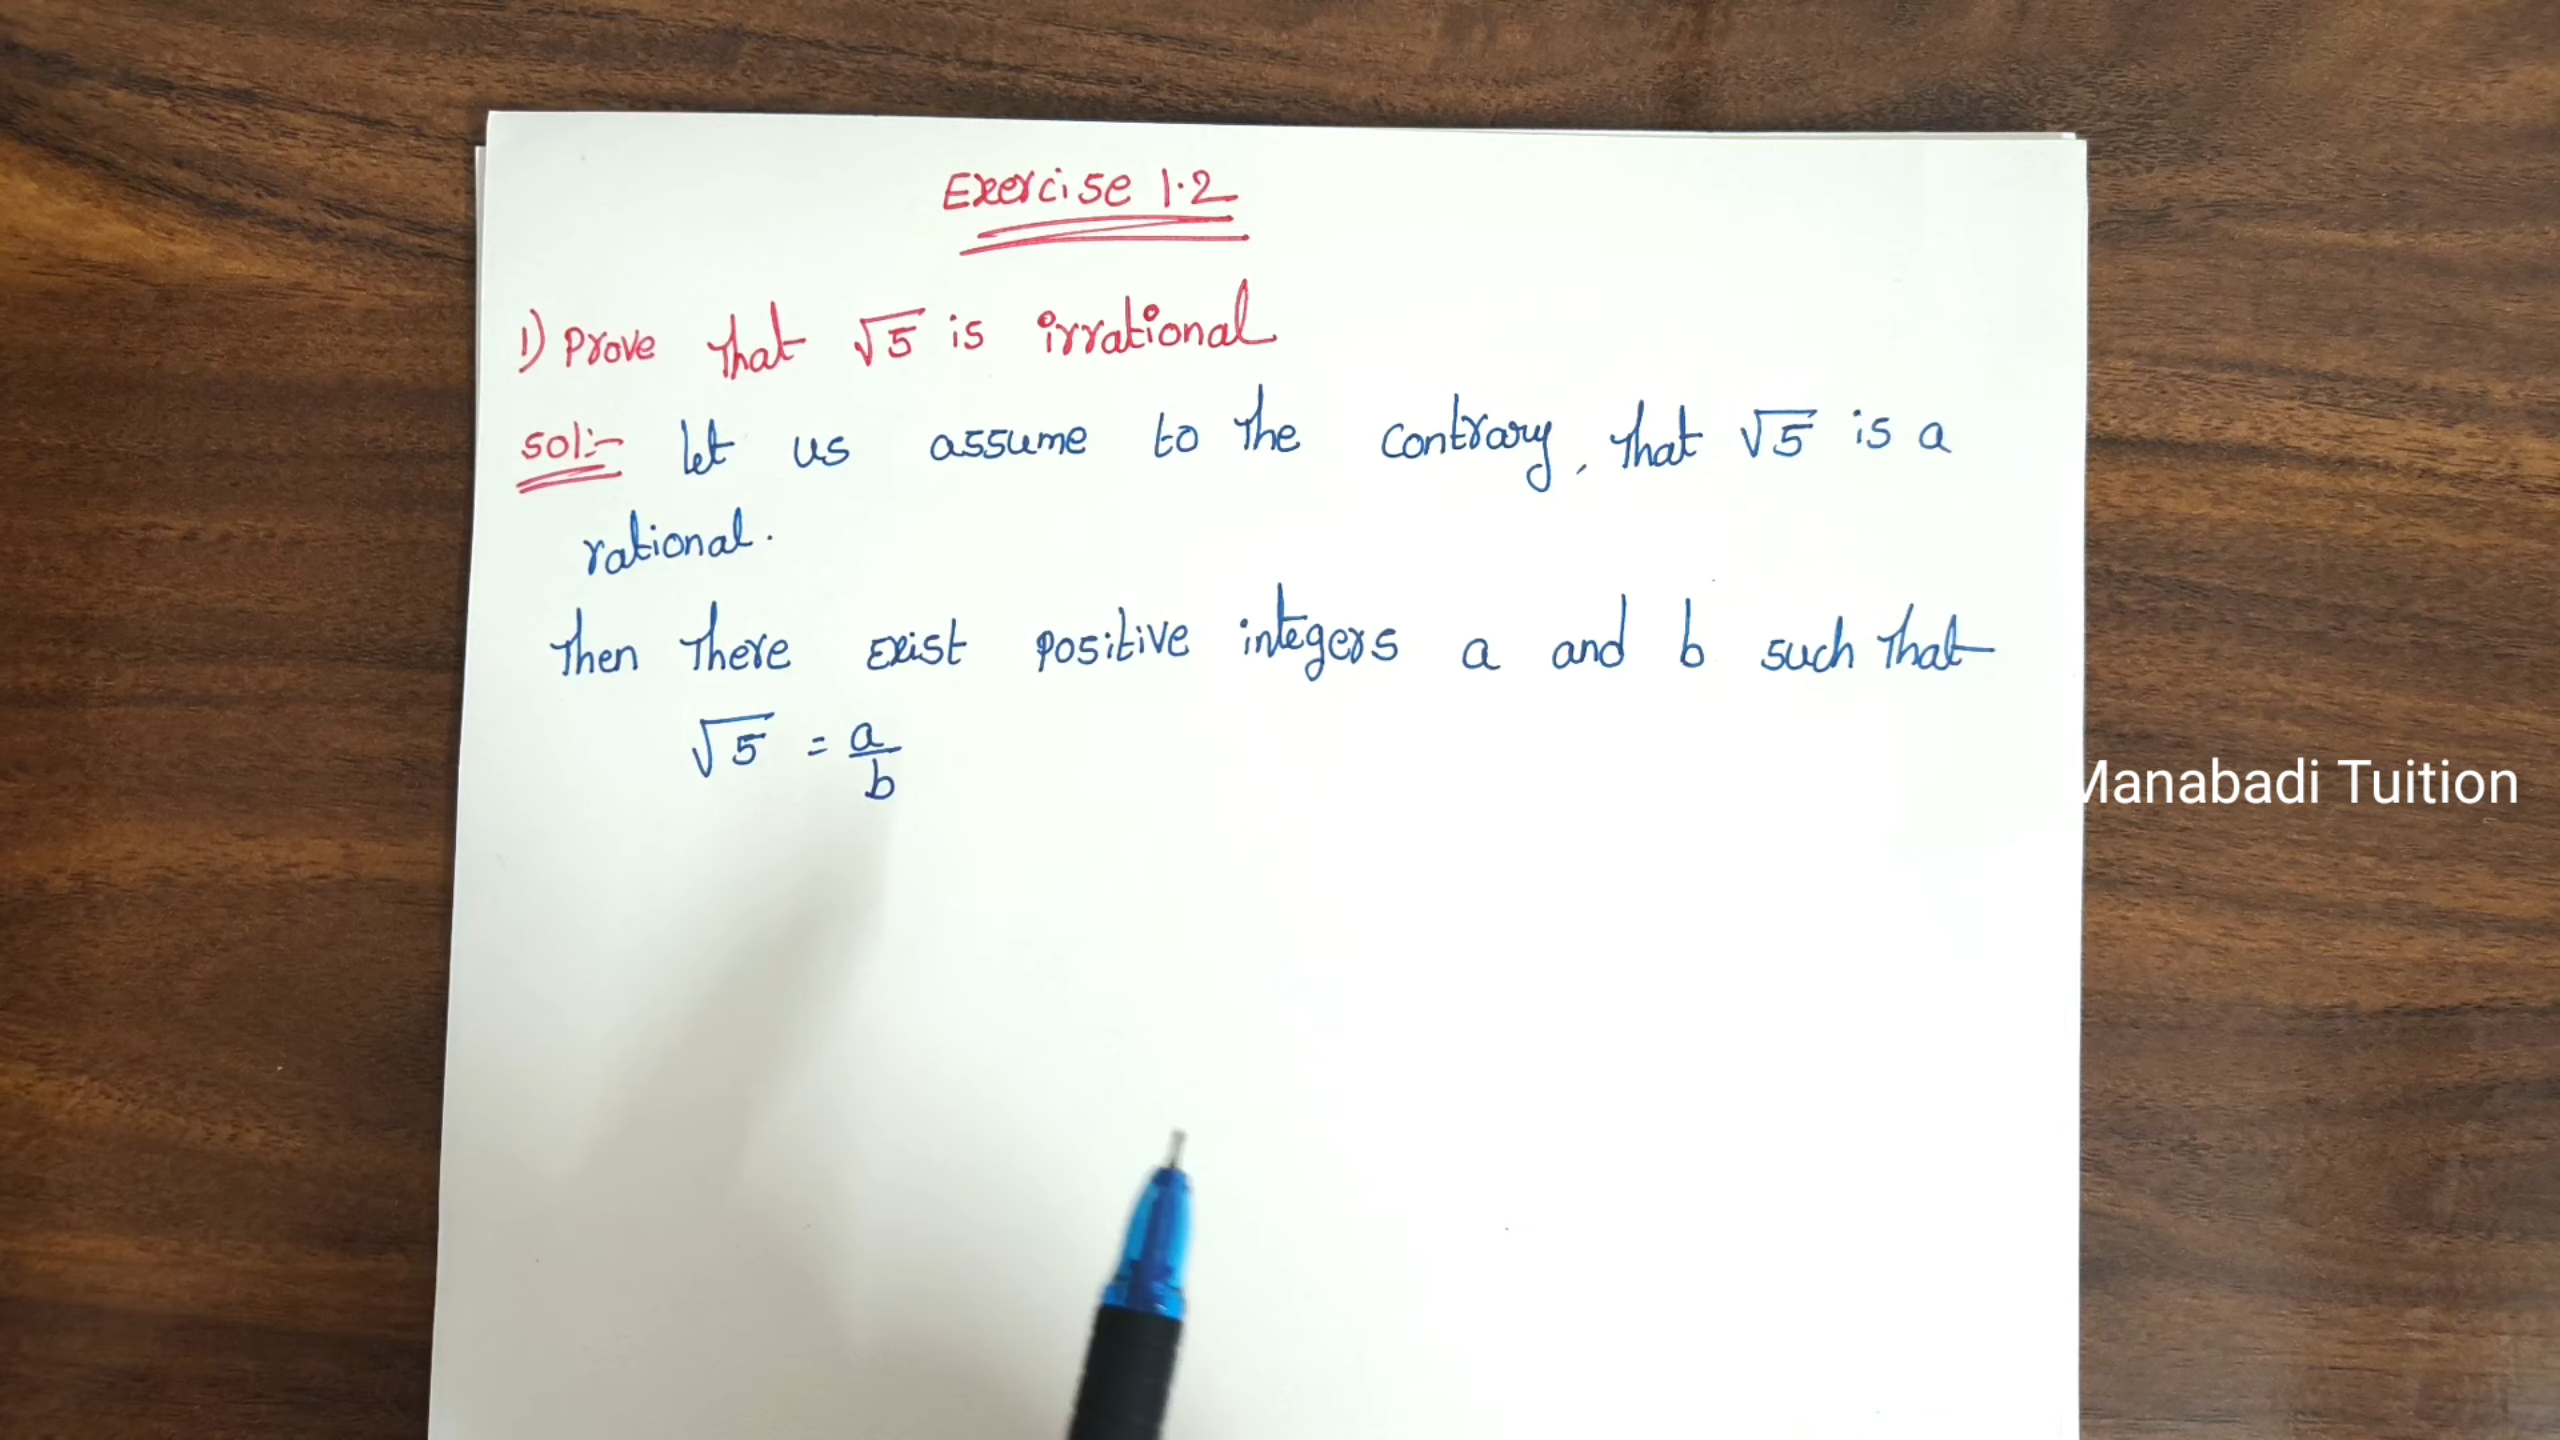 Exercise 1.2
1) Prove that √5 is irrational
Sol:- Let us assume to the contrary, that √5 is a
rational.
Then there exist positive integers a and b such that
√5 = a/b
Manabadi Tuition